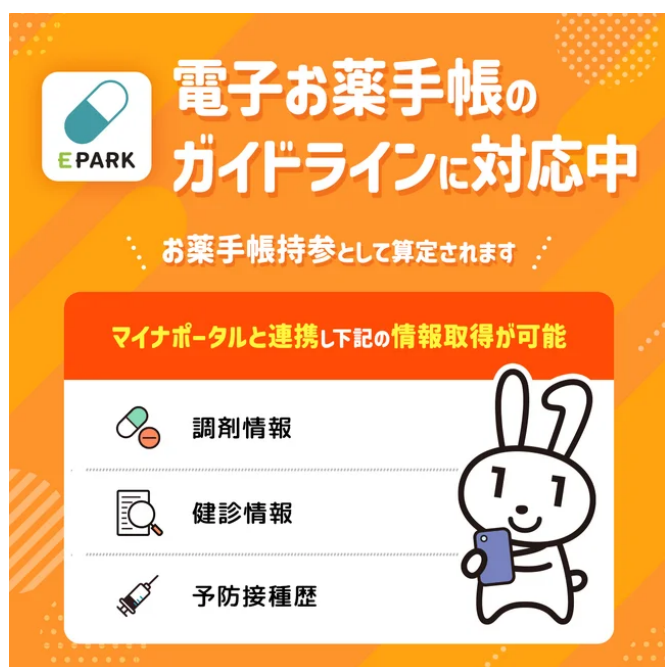 電子お薬手帳の
EPARK
ガイドラインに対応中
お薬手帳持参として算定されます
マイナポータルと連携し下記の情報取得が可能
調剤情報
健診情報
予防接種歴